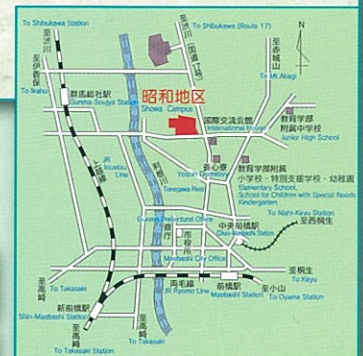 To Shibukawa Station
至渋川
至渋川
(国道17号)
To Shibukawa (Route 17)
至赤城山
To Mt. Akagi
N
至伊香保
To Ikaho
群馬総社駅
Gunma-Soujya Station
昭和地区
Showa Campus
国際交流会館
International House
教育学部
附属中学校
Junior High School
上越線
JR
Jouetsu
Line
利根川
Tonegawa River
養心寮
Yoshin Dormitory
教育学部附属
小学校・特別支援学校・幼稚園
Elementary School,
School for Children with Special Needs
Kindergarten
To Nishi-Kiryu Station
至西桐生
Gunma Prefectural Office
県庁
市役所
Maebashi City Office
中央前橋駅
Chuo-Maebashi Station
至高崎
To Takasaki
新前橋駅
Shin-Maebashi Station
両毛線
JR Ryomo Line
前橋駅
Maebashi Station
至桐生
To Kiryu
至小山
To Oyama Station
至高崎
To Takasaki Station
至高崎
To Takasaki